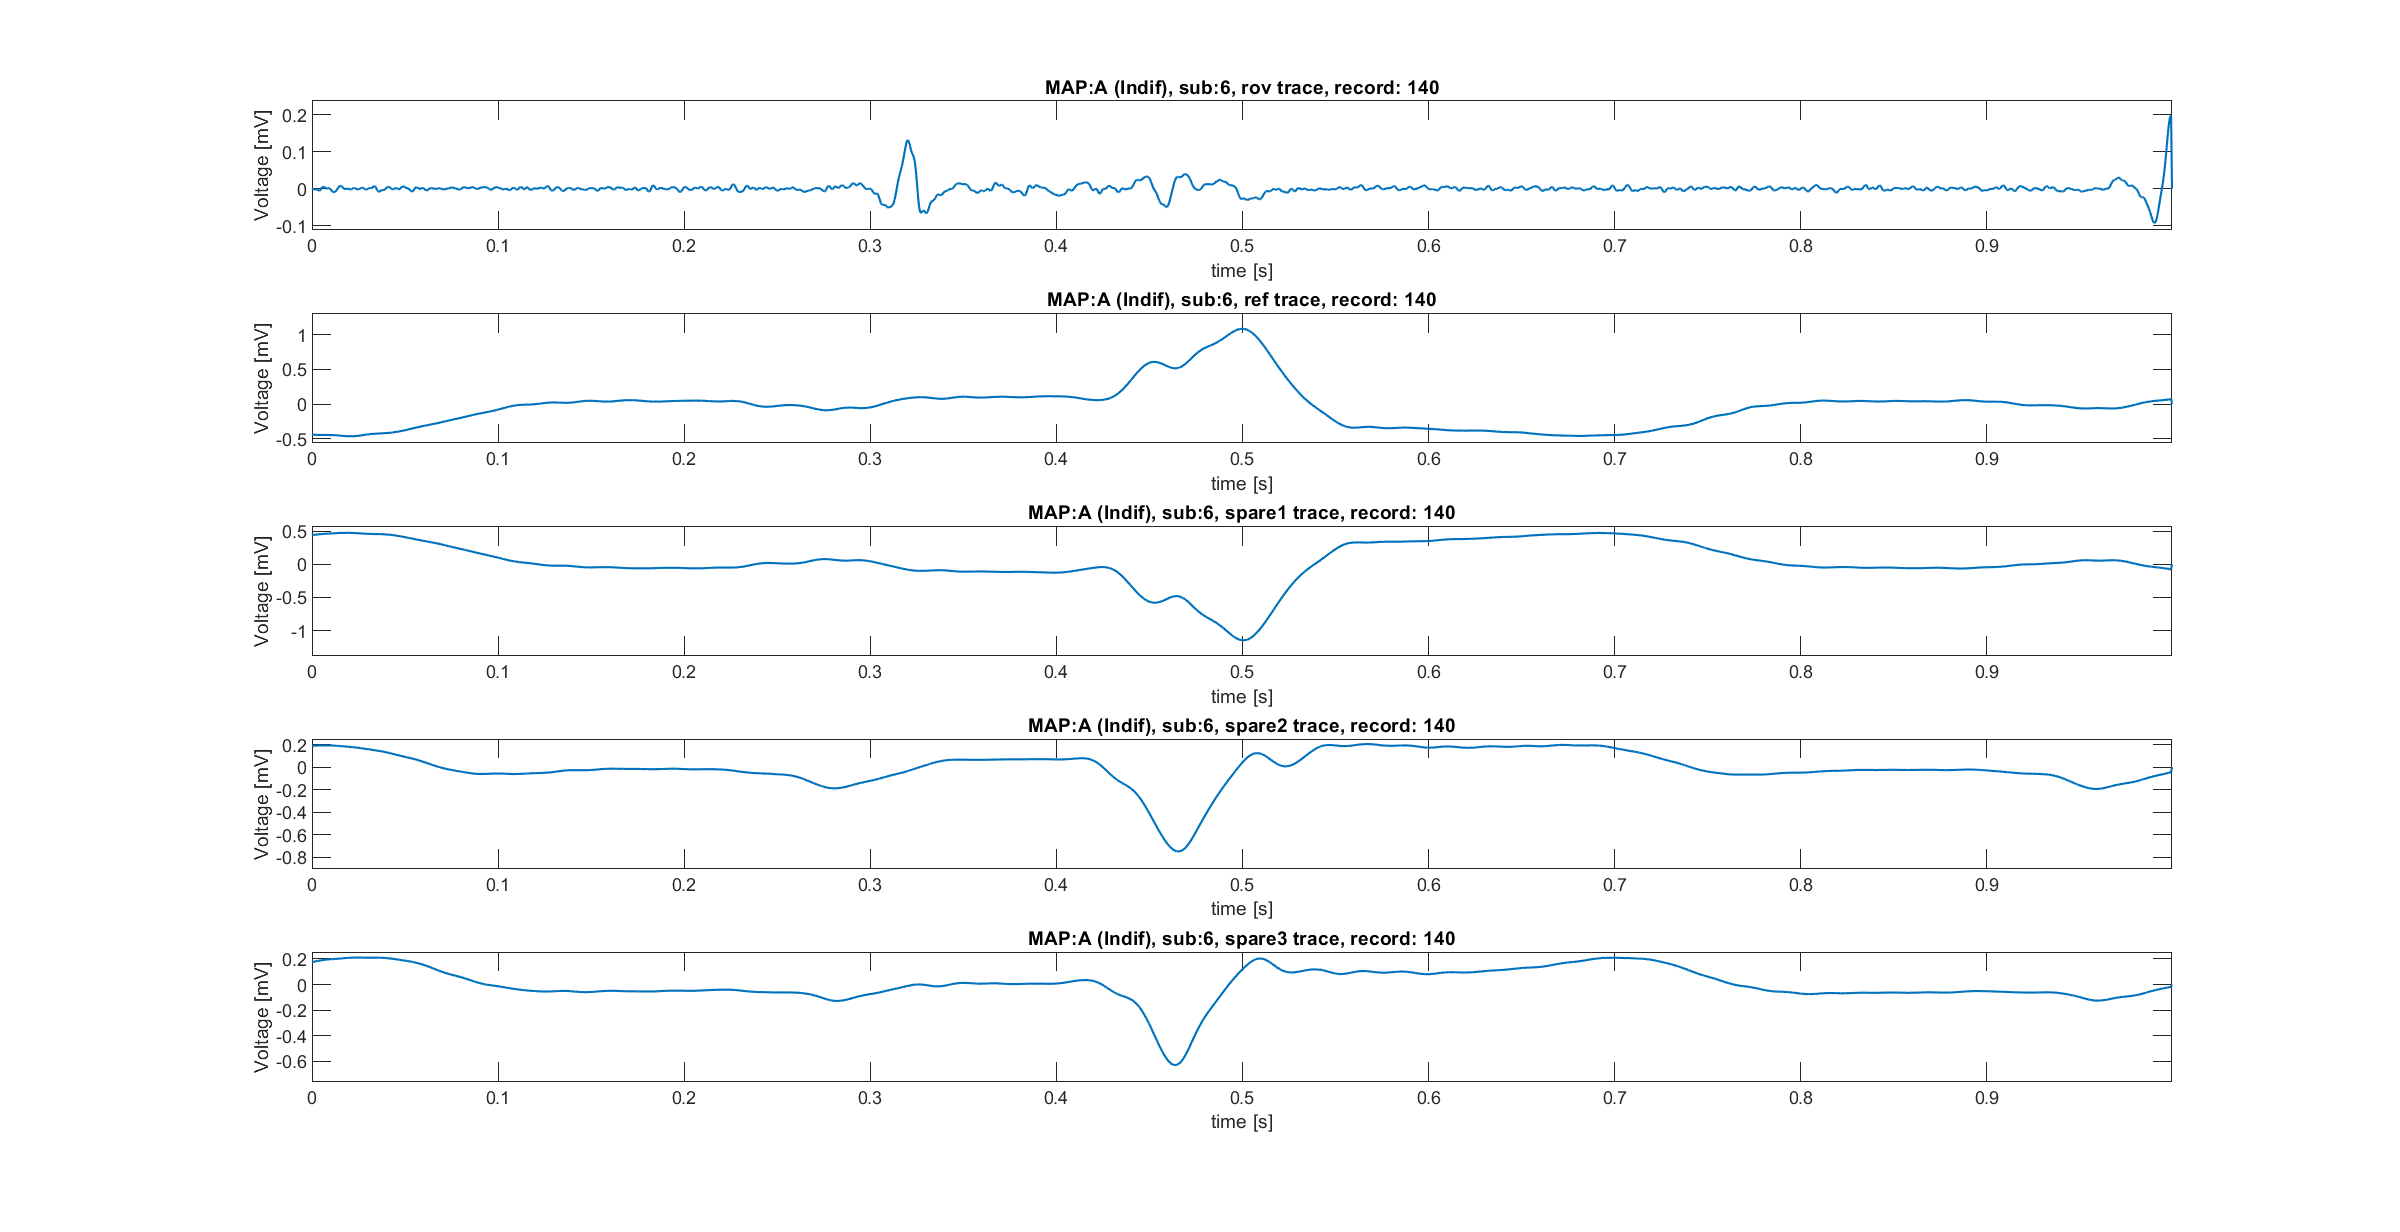 MAP:A (Indif), sub:6, rov trace, record: 140
Voltage [mV]
0.2
0.1
0
-0.1
0 0.1 0.2 0.3 0.4 0.5 0.6 0.7 0.8 0.9
time [s]
MAP:A (Indif), sub:6, ref trace, record: 140
Voltage [mV]
1
0.5
0
-0.5
0 0.1 0.2 0.3 0.4 0.5 0.6 0.7 0.8 0.9
time [s]
MAP:A (Indif), sub:6, spare1 trace, record: 140
Voltage [mV]
0.5
0
-0.5
-1
0 0.1 0.2 0.3 0.4 0.5 0.6 0.7 0.8 0.9
time [s]
MAP:A (Indif), sub:6, spare2 trace, record: 140
Voltage [mV]
0.2
0
-0.2
-0.4
-0.6
-0.8
0 0.1 0.2 0.3 0.4 0.5 0.6 0.7 0.8 0.9
time [s]
MAP:A (Indif), sub:6, spare3 trace, record: 140
Voltage [mV]
0.2
0
-0.2
-0.4
-0.6
0 0.1 0.2 0.3 0.4 0.5 0.6 0.7 0.8 0.9
time [s]